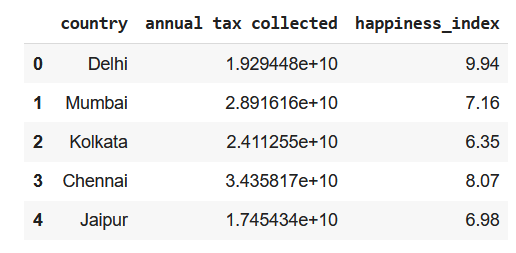 country annual tax collected happiness_index
0 Delhi 1.929448e+10 9.94
1 Mumbai 2.891616e+10 7.16
2 Kolkata 2.411255e+10 6.35
3 Chennai 3.435817e+10 8.07
4 Jaipur 1.745434e+10 6.98